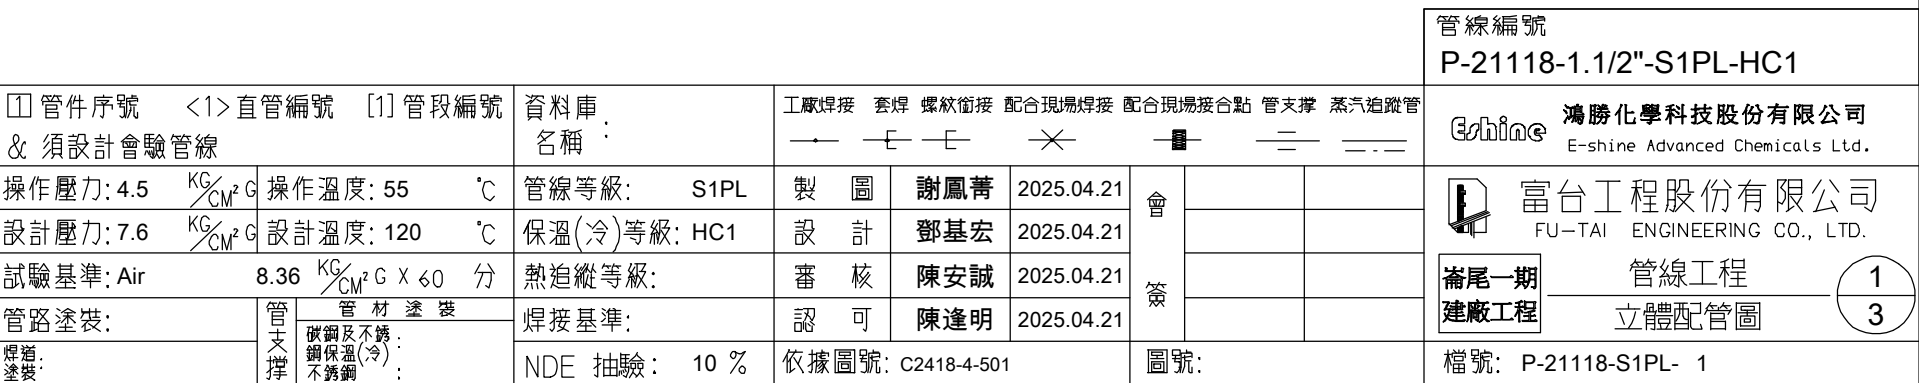 管線編號
P-21118-1.1/2"-S1PL-HC1
1 管件序號 <1>直管編號 [1] 管段編號
& 須設計會驗管線
資料庫
名稱 :
工廠焊接 套焊 螺紋銜接 配合現場焊接 配合現場接合點 管支撐 蒸汽追蹤管
Eshine 鴻勝化學科技股份有限公司
E-shine Advanced Chemicals Ltd.
操作壓力: 4.5 KG/CM² G 操作溫度: 55 °C 管線等級: S1PL 製 圖 謝鳳菁 2025.04.21
設計壓力: 7.6 KG/CM² G 設計溫度: 120 °C 保溫(冷)等級: HC1 設 計 鄧基宏 2025.04.21
試驗基準: Air 8.36 KG/CM² G X 60 分 熱追縱等級: 審 核 陳安誠 2025.04.21
管路塗裝: 管支撐 管 材 塗 裝 焊接基準: 認 可 陳逢明 2025.04.21
會
簽
富台工程股份有限公司
FU-TAI ENGINEERING CO., LTD.
崙尾一期
建廠工程
管線工程
立體配管圖
1
3
焊道:
塗裝
碳鋼及不銹:
鋼保溫(冷)
不銹鋼 :
NDE 抽驗: 10 %
依據圖號: C2418-4-501
圖號:
檔號: P-21118-S1PL- 1